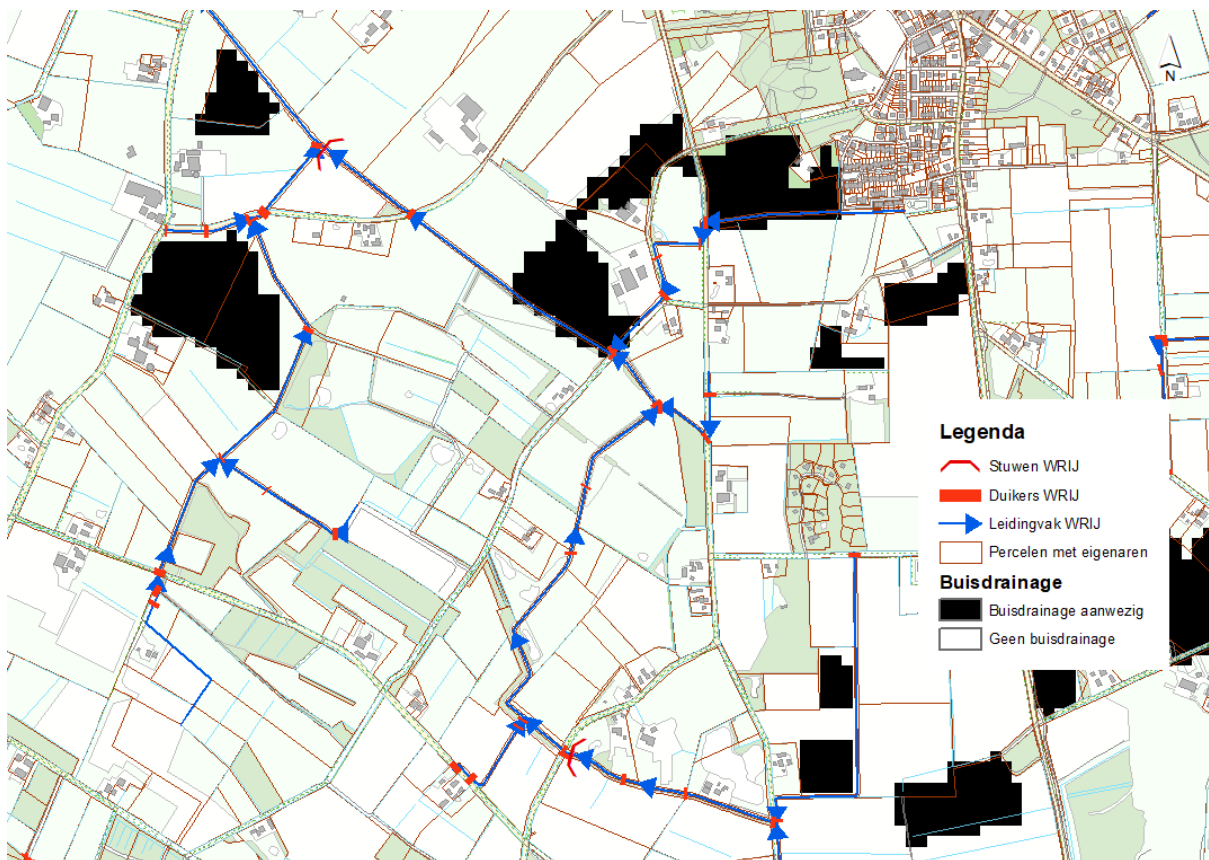 N
Legenda
Stuwen WRIJ
Duikers WRIJ
Leidingvak WRIJ
Percelen met eigenaren
Buisdrainage
Buisdrainage aanwezig
Geen buisdrainage